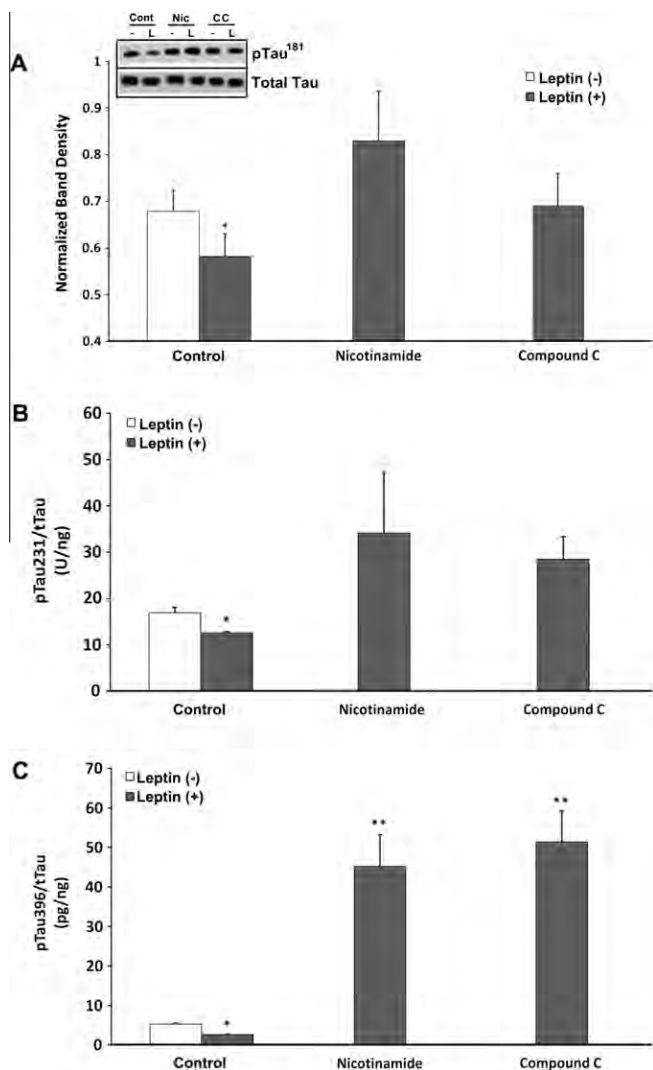 Cont Nic CC
- L - L - L
pTau181
Total Tau
A
1
0.9
0.8
0.7
0.6
0.5
0.4
Normalized Band Density
Leptin (-)
Leptin (+)
*
Control Nicotinamide Compound C
B
60
50
40
30
20
10
0
pTau231/tTau
(U/ng)
Leptin (-)
Leptin (+)
*
Control Nicotinamide Compound C
C
70
60
50
40
30
20
10
0
pTau396/tTau
(pg/ng)
Leptin (-)
Leptin (+)
*
**
**
Control Nicotinamide Compound C